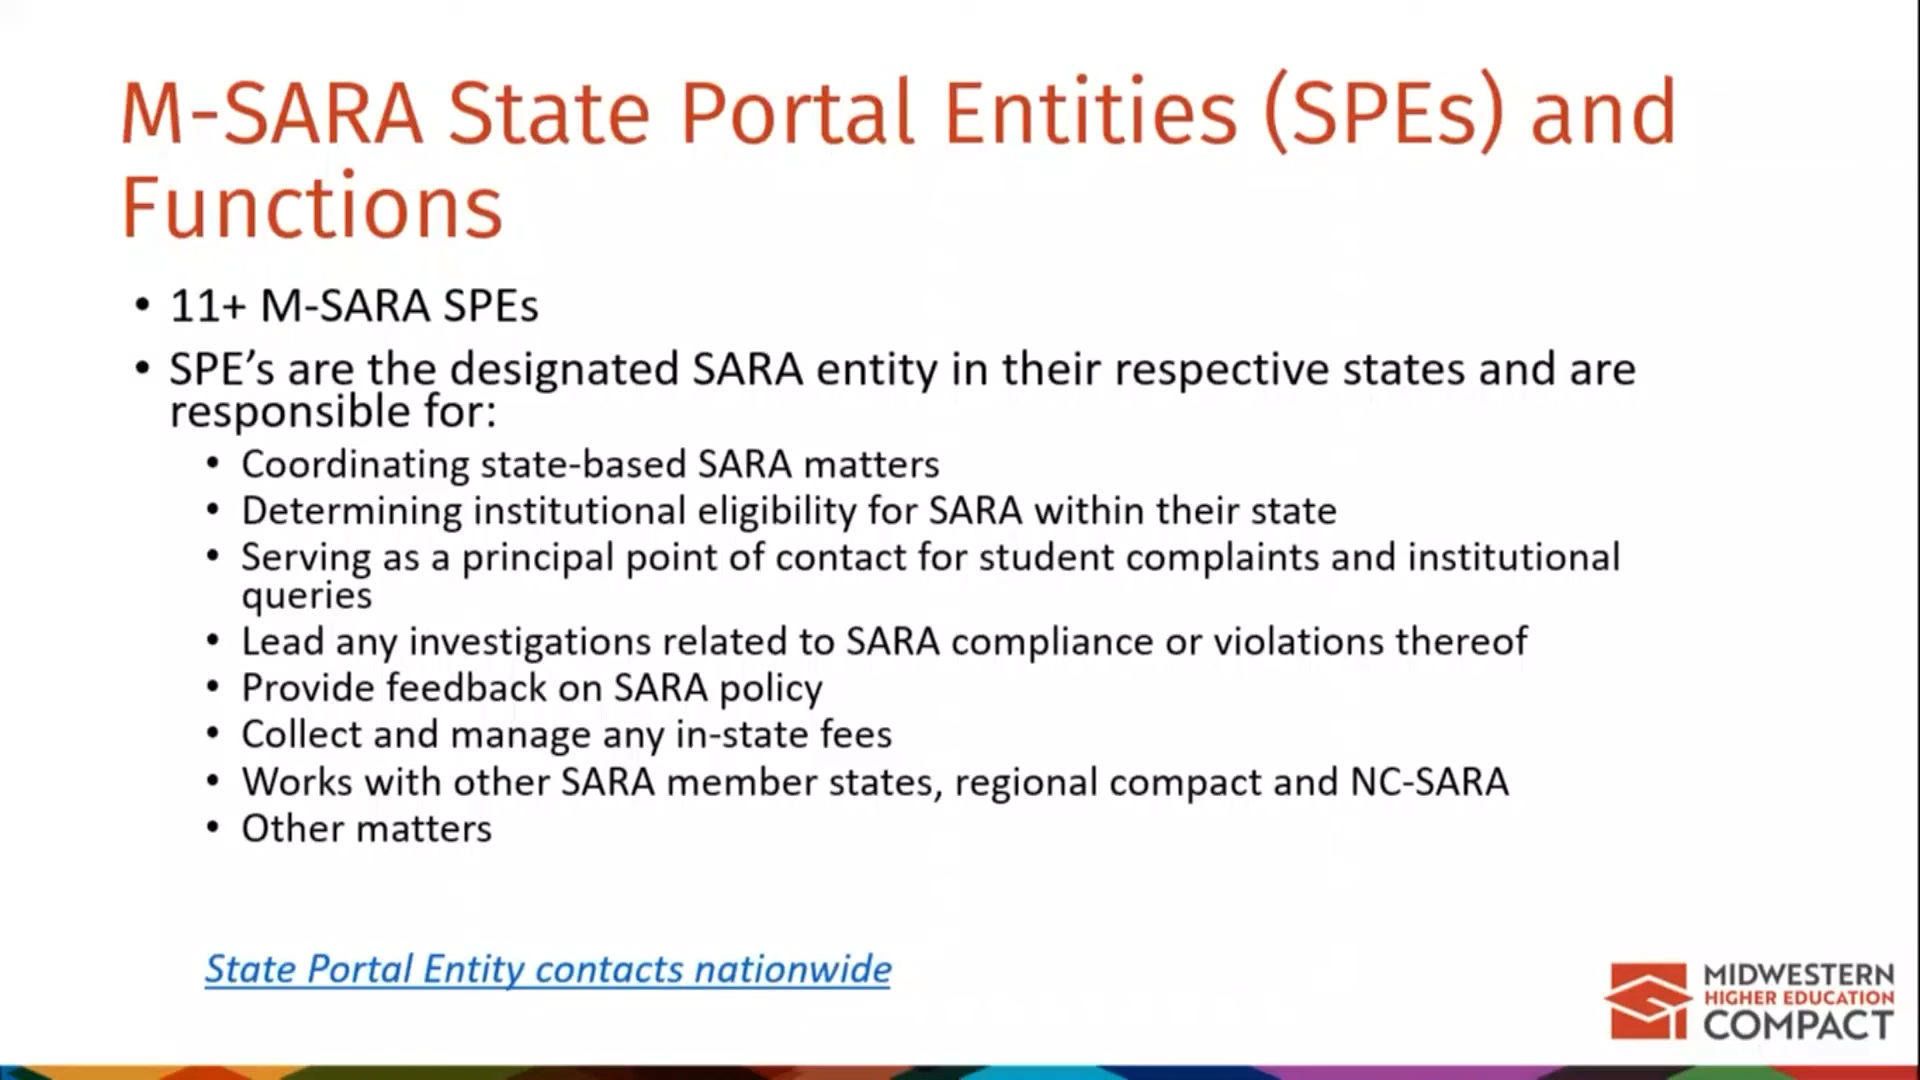 M-SARA State Portal Entities (SPEs) and
Functions
• 11+ M-SARA SPEs
• SPE’s are the designated SARA entity in their respective states and are
responsible for:
• Coordinating state-based SARA matters
• Determining institutional eligibility for SARA within their state
• Serving as a principal point of contact for student complaints and institutional
queries
• Lead any investigations related to SARA compliance or violations thereof
• Provide feedback on SARA policy
• Collect and manage any in-state fees
• Works with other SARA member states, regional compact and NC-SARA
• Other matters
State Portal Entity contacts nationwide
MIDWESTERN
HIGHER EDUCATION
COMPACT